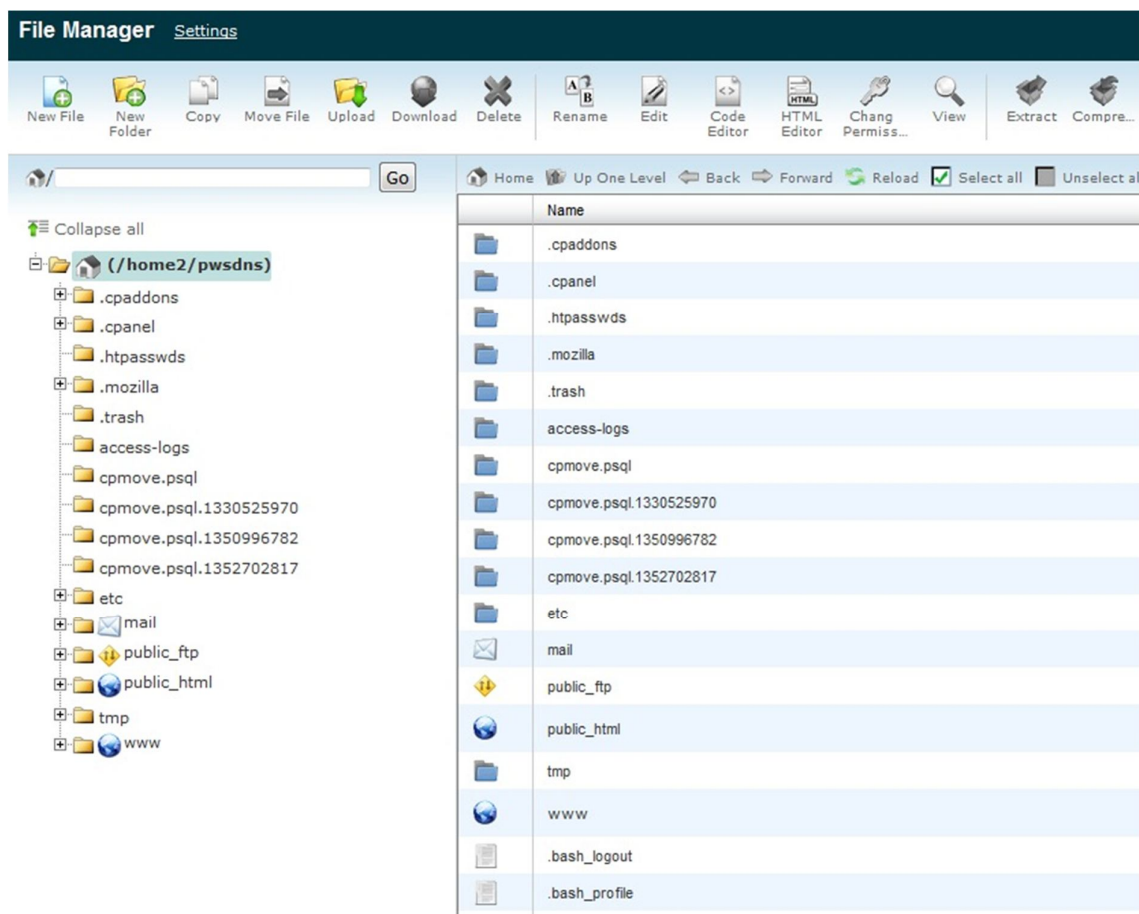 File Manager Settings
New File
New Folder
Copy
Move File
Upload
Download
Delete
Rename
Edit
Code Editor
HTML Editor
Chang Permiss...
View
Extract
Compre...
/
Go
Home
Up One Level
Back
Forward
Reload
Select all
Unselect al
Collapse all
(/home2/pwsdns)
.cpaddons
.cpanel
.htpasswds
.mozilla
.trash
access-logs
cpmove.psql
cpmove.psql.1330525970
cpmove.psql.1350996782
cpmove.psql.1352702817
etc
mail
public_ftp
public_html
tmp
www
Name
.cpaddons
.cpanel
.htpasswds
.mozilla
.trash
access-logs
cpmove.psql
cpmove.psql.1330525970
cpmove.psql.1350996782
cpmove.psql.1352702817
etc
mail
public_ftp
public_html
tmp
www
.bash_logout
.bash_profile